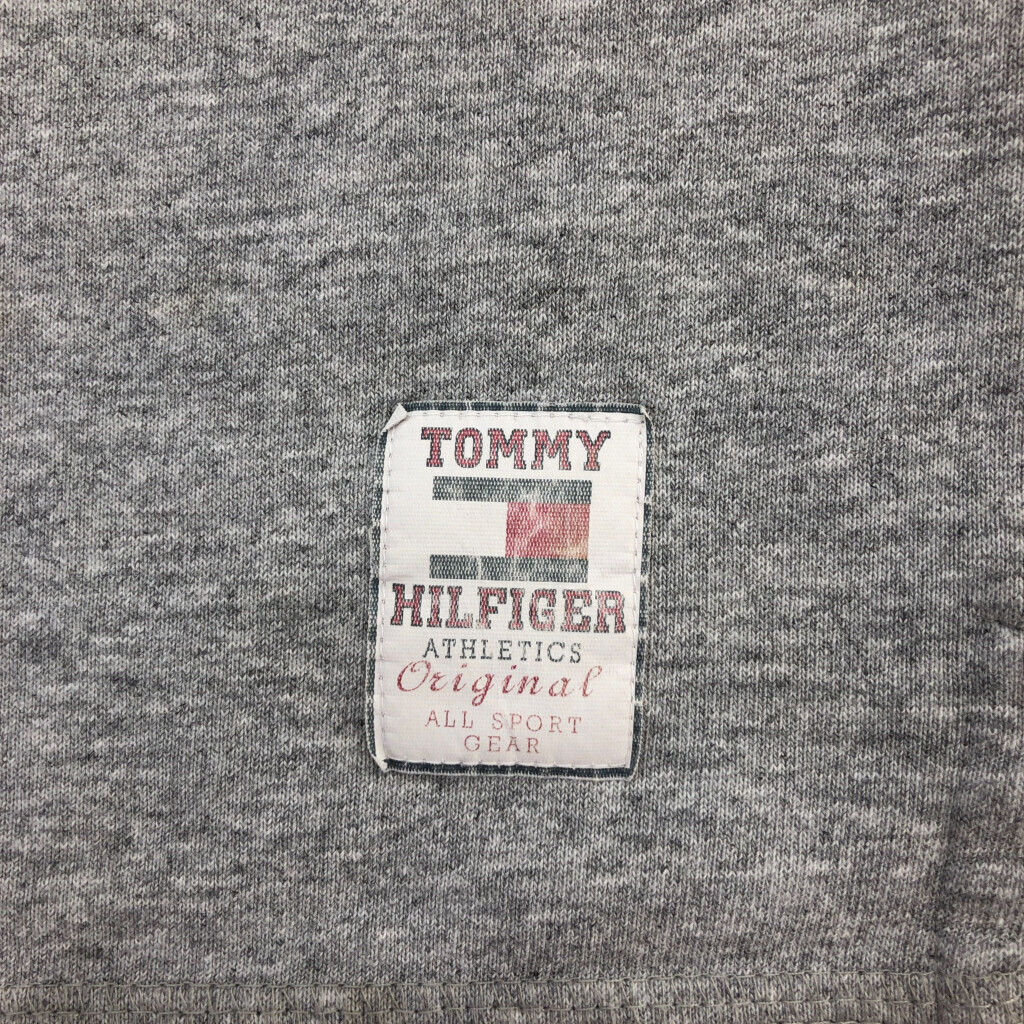 TOMMY
HILFIGER
ATHLETICS
Original
ALL SPORT
GEAR